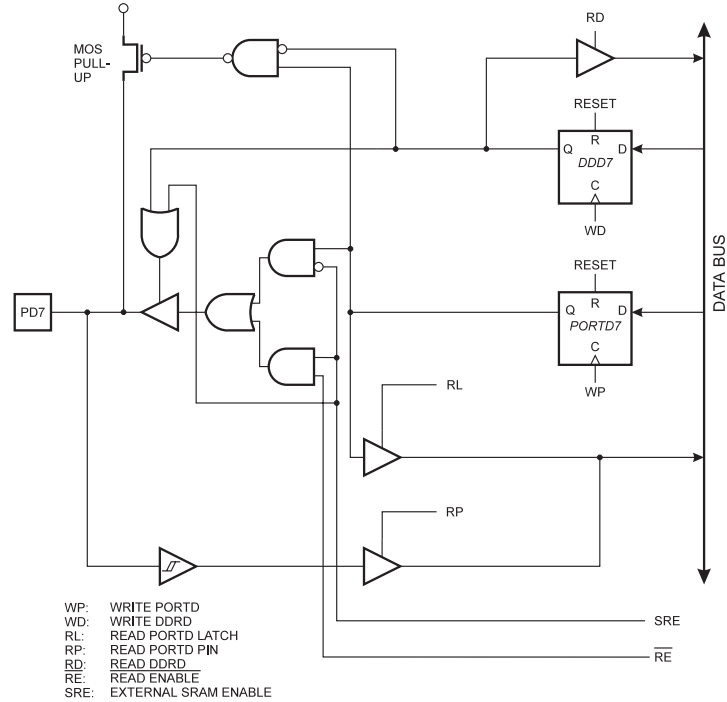 RD
MOS
PULL-
UP
RESET
R
Q
D
DDD7
C
WD
DATA BUS
RESET
R
Q
D
PORTD7
C
WP
PD7
RL
RP
SRE
RE
WP: WRITE PORTD
WD: WRITE DDRD
RL: READ PORTD LATCH
RP: READ PORTD PIN
RD: READ DDRD
RE: READ ENABLE
SRE: EXTERNAL SRAM ENABLE